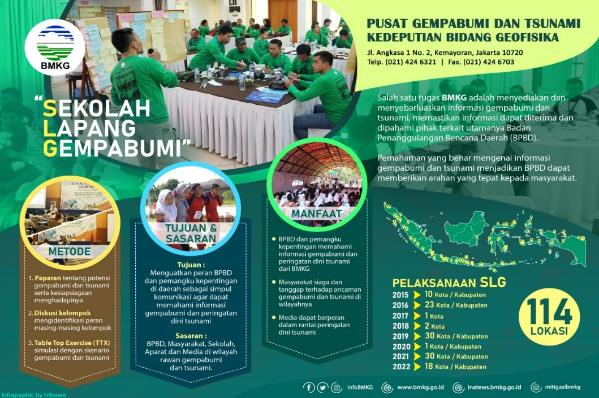 BMKG
PUSAT GEMPABUMI DAN TSUNAMI
KEDEPUTIAN BIDANG GEOFISIKA
Jl. Angkasa 1 No. 2, Kemayoran, Jakarta 10720
Telp. (021) 424 6321 | Fax. (021) 424 6703
"SEKOLAH
LAPANG
GEMPABUMI"
Salah satu tugas BMKG adalah menyediakan dan
menyebarluaskan informasi gempabumi dan
tsunami, memastikan informasi dapat diterima dan
dipahami pihak terkait utamanya Badan
Penanggulangan Bencana Daerah (BPBD).
Pemahaman yang behar mengenai informasi
gempabumi dan tsunami menjadikan BPBD dapat
memberikan arahan yang tepat kepada masyarakat.
METODE
1. Paparan tentang potensi
gempabumi dan tsunami
serta kesiapsiagaan
menghadapinya
2. Diskusi kelompok
mengidentifikasi peran
masing-masing kelompok
3. Table Top Exercise (TTX)
simulasi dengan skenario
gempabumi dan tsunami
TUJUAN &
SASARAN
Tujuan :
Menguatkan peran BPBD
dan pemangku kepentingan
di daerah sebagai simpul
komunikasi agar dapat
memahami informasi
gempabumi dan peringatan
dini tsunami
Sasaran :
BPBD, Masyarakat, Sekolah,
Aparat dan Media di wilayah
rawan gempabumi
dan tsunami.
MANFAAT
• BPBD dan pemangku
kepentingan memahami
informasi gempabumi dan
peringatan dini tsunami
dari BMKG
• Masyarakat siaga dan
tanggap terhadap ancaman
gempabumi dan tsunami di
wilayahnya
• Media dapat berperan
dalam rantai peringatan
dini tsunami
PELAKSANAAN SLG
2015 10 Kota / Kabupaten
2016 23 Kota / Kabupaten
2017 1 Kota
2018 2 Kota
2019 30 Kota / Kabupaten
2020 1 Kota / Kabupaten
2021 30 Kota / Kabupaten
2022 18 Kota / Kabupaten
114
LOKASI
Infographic by tribowo
InfoBMKG www.bmkg.go.id inatews.bmkg.go.id mitigasibmkg